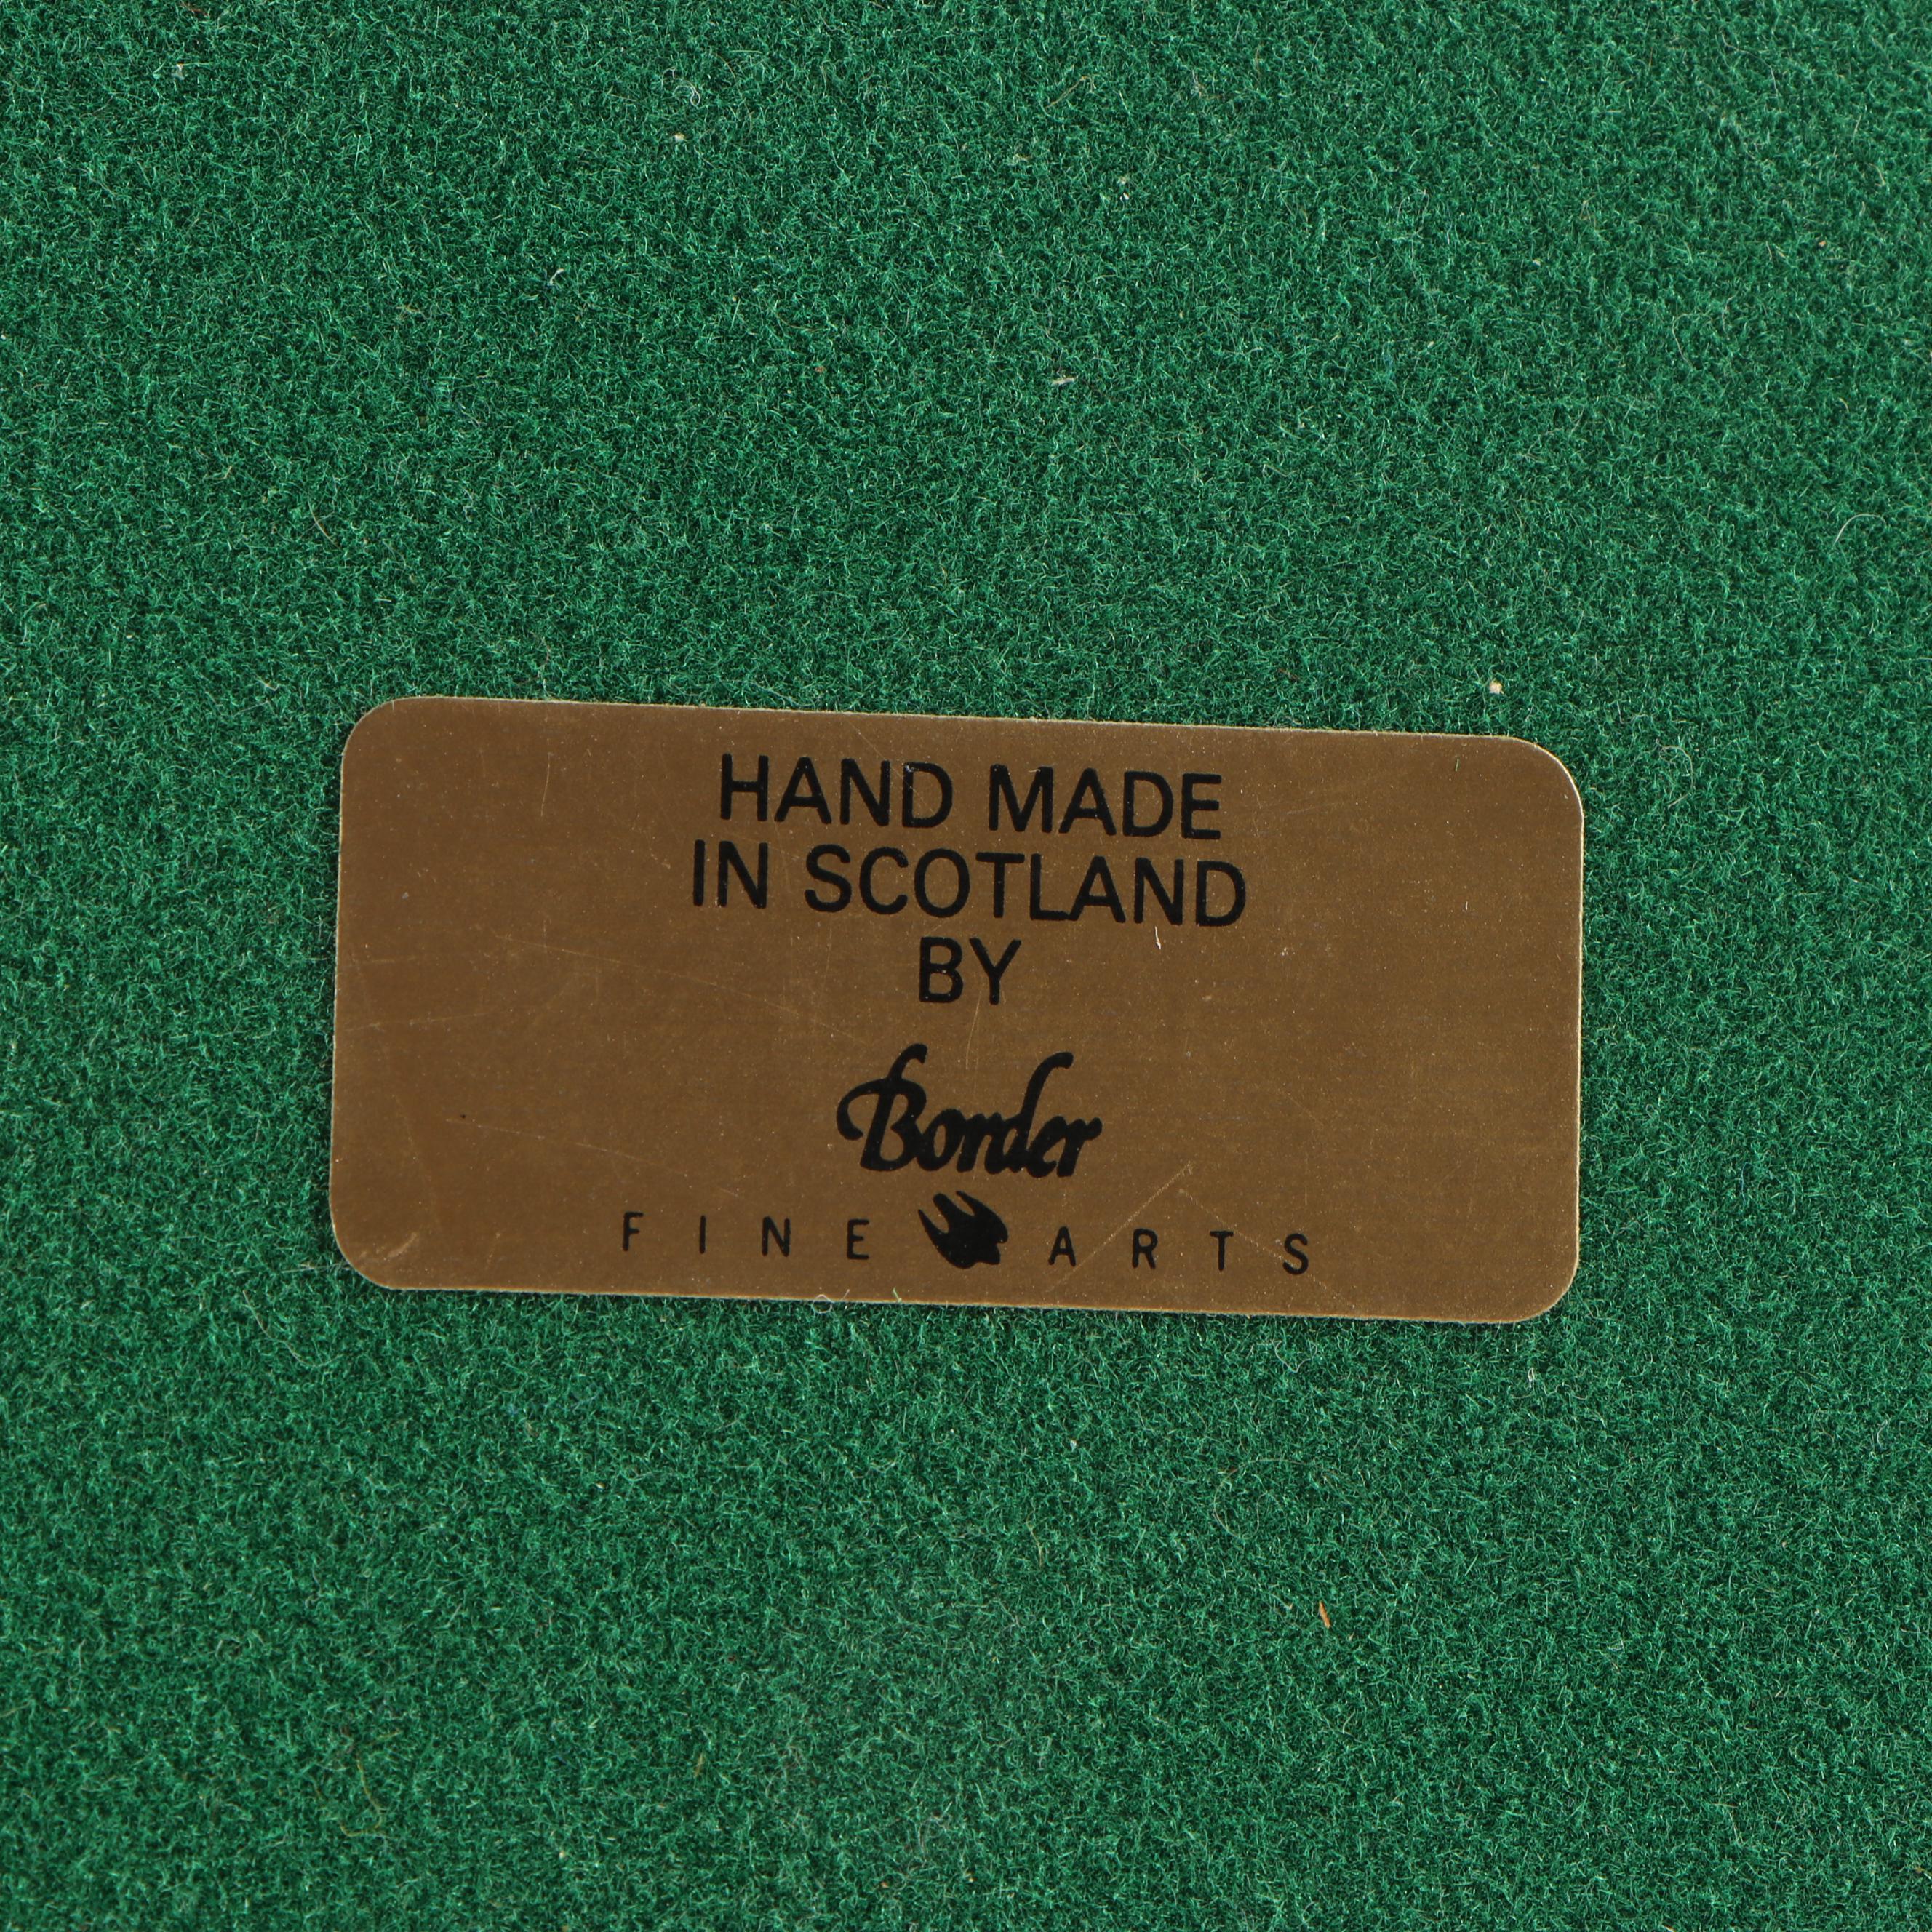 HAND MADE
IN SCOTLAND
BY
Border
FINE ARTS